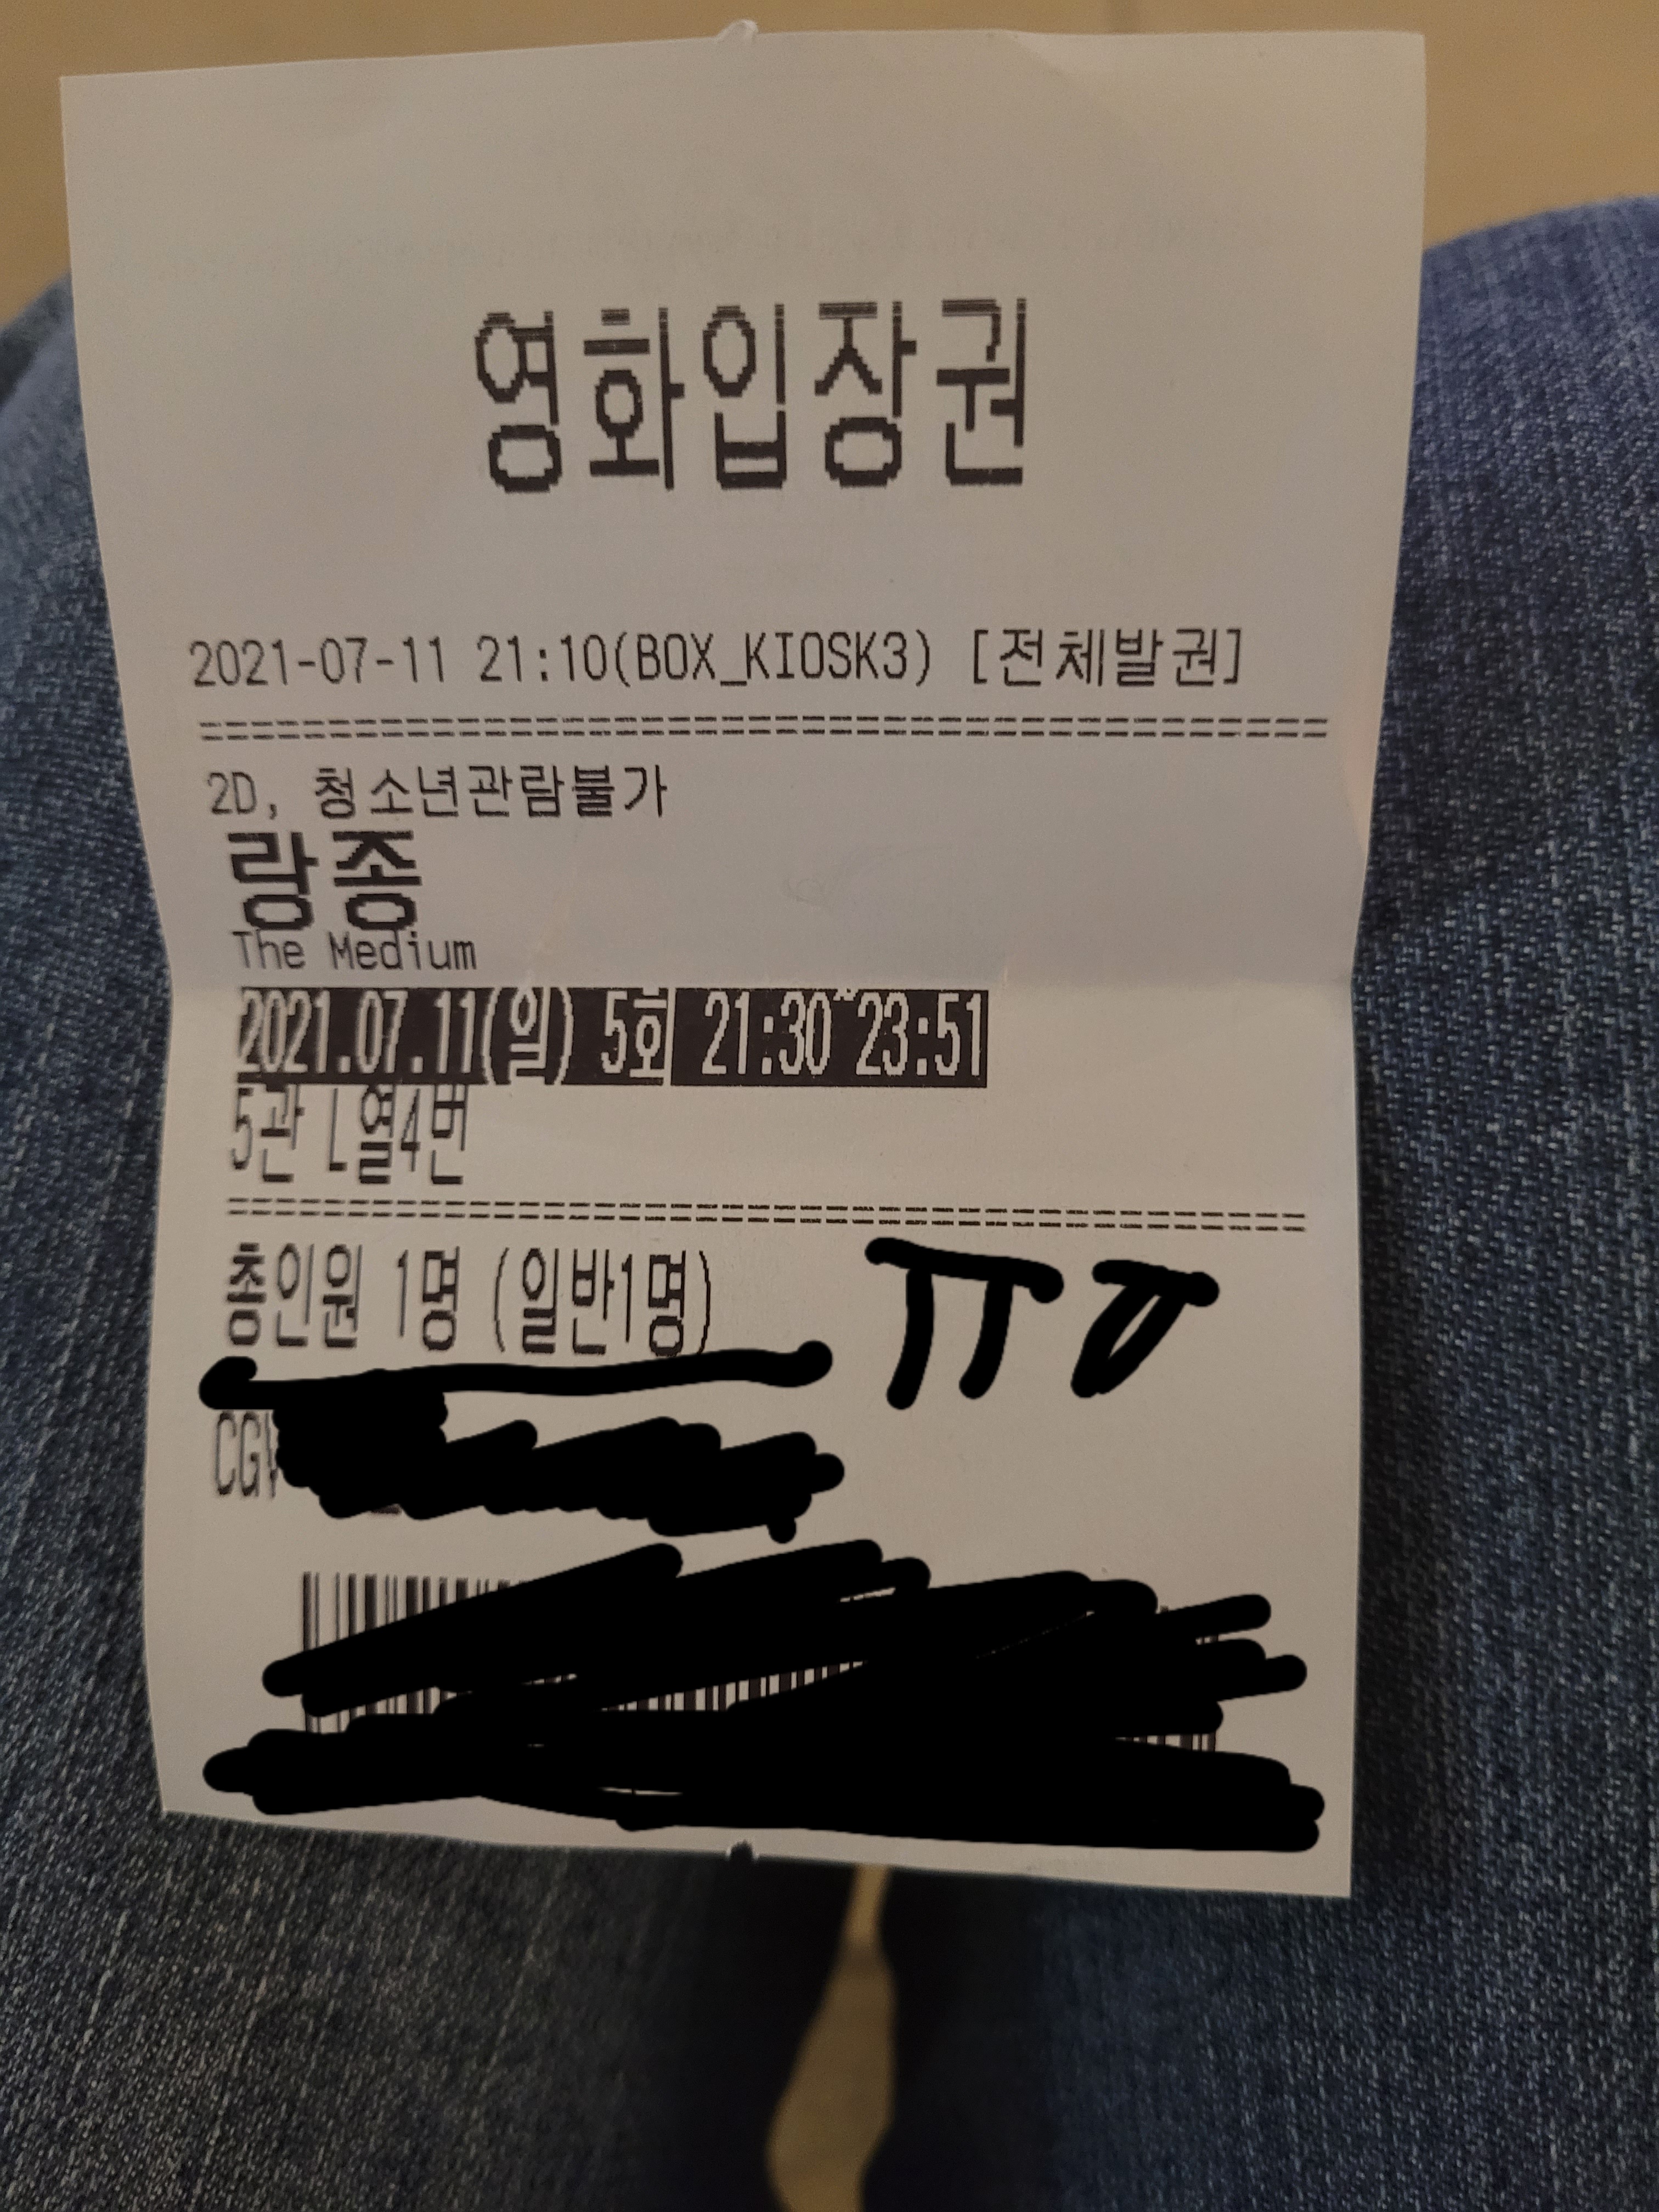 영화입장권
2021-07-11 21:10(BOX_KIOSK3) [전체발권]
2D, 청소년관람불가
랑종
The Medium
2021.07.11(일) 5회 21:30~23:51
5관 L열4번
총인원 1명 (일반1명)
ㅠㅠ
CGV